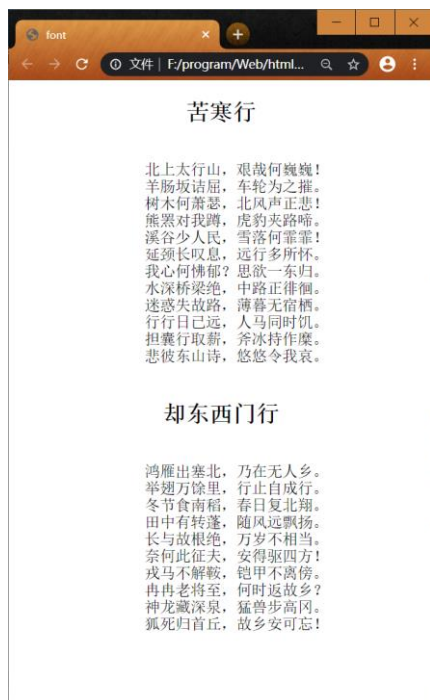 font
文件 | F:/program/Web/html...
苦寒行
北上太行山，艰哉何巍巍！
羊肠坂诘屈，车轮为之摧。
树木何萧瑟，北风声正悲！
熊罴对我蹲，虎豹夹路啼。
溪谷少人民，雪落何霏霏！
延颈长叹息，远行多所怀。
我心何怫郁？思欲一东归。
水深桥梁绝，中路正徘徊。
迷惑失故路，薄暮无宿栖。
行行日已远，人马同时饥。
担囊行取薪，斧冰持作糜。
悲彼东山诗，悠悠令我哀。
却东西门行
鸿雁出塞北，乃在无人乡。
举翅万馀里，行止自成行。
冬节食南稻，春日复北翔。
田中有转蓬，随风远飘扬。
长与故根绝，万岁不相当。
奈何此征夫，安得驱四方！
戎马不解鞍，铠甲不离傍。
冉冉老将至，何时返故乡？
神龙藏深泉，猛兽步高冈。
狐死归首丘，故乡安可忘！